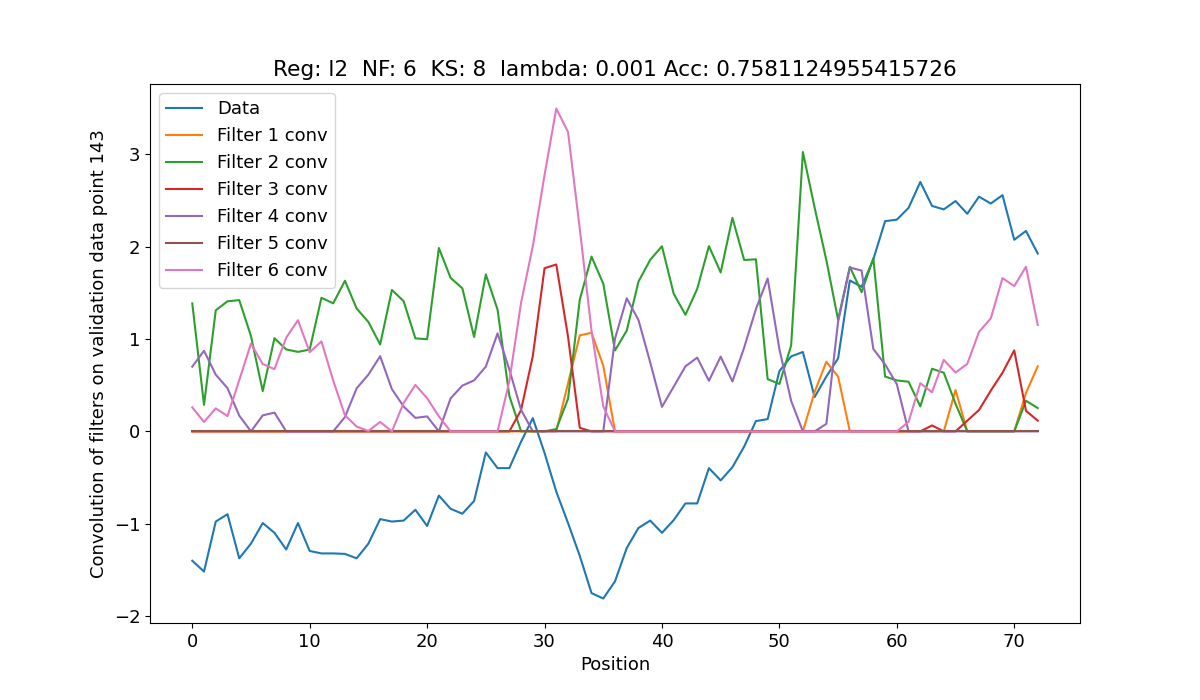 Reg: l2  NF: 6  KS: 8  lambda: 0.001 Acc: 0.7581124955415726
Data
Filter 1 conv
Filter 2 conv
Filter 3 conv
Filter 4 conv
Filter 5 conv
Filter 6 conv
Convolution of filters on validation data point 143
3
2
1
0
−1
−2
0 10 20 30 40 50 60 70
Position